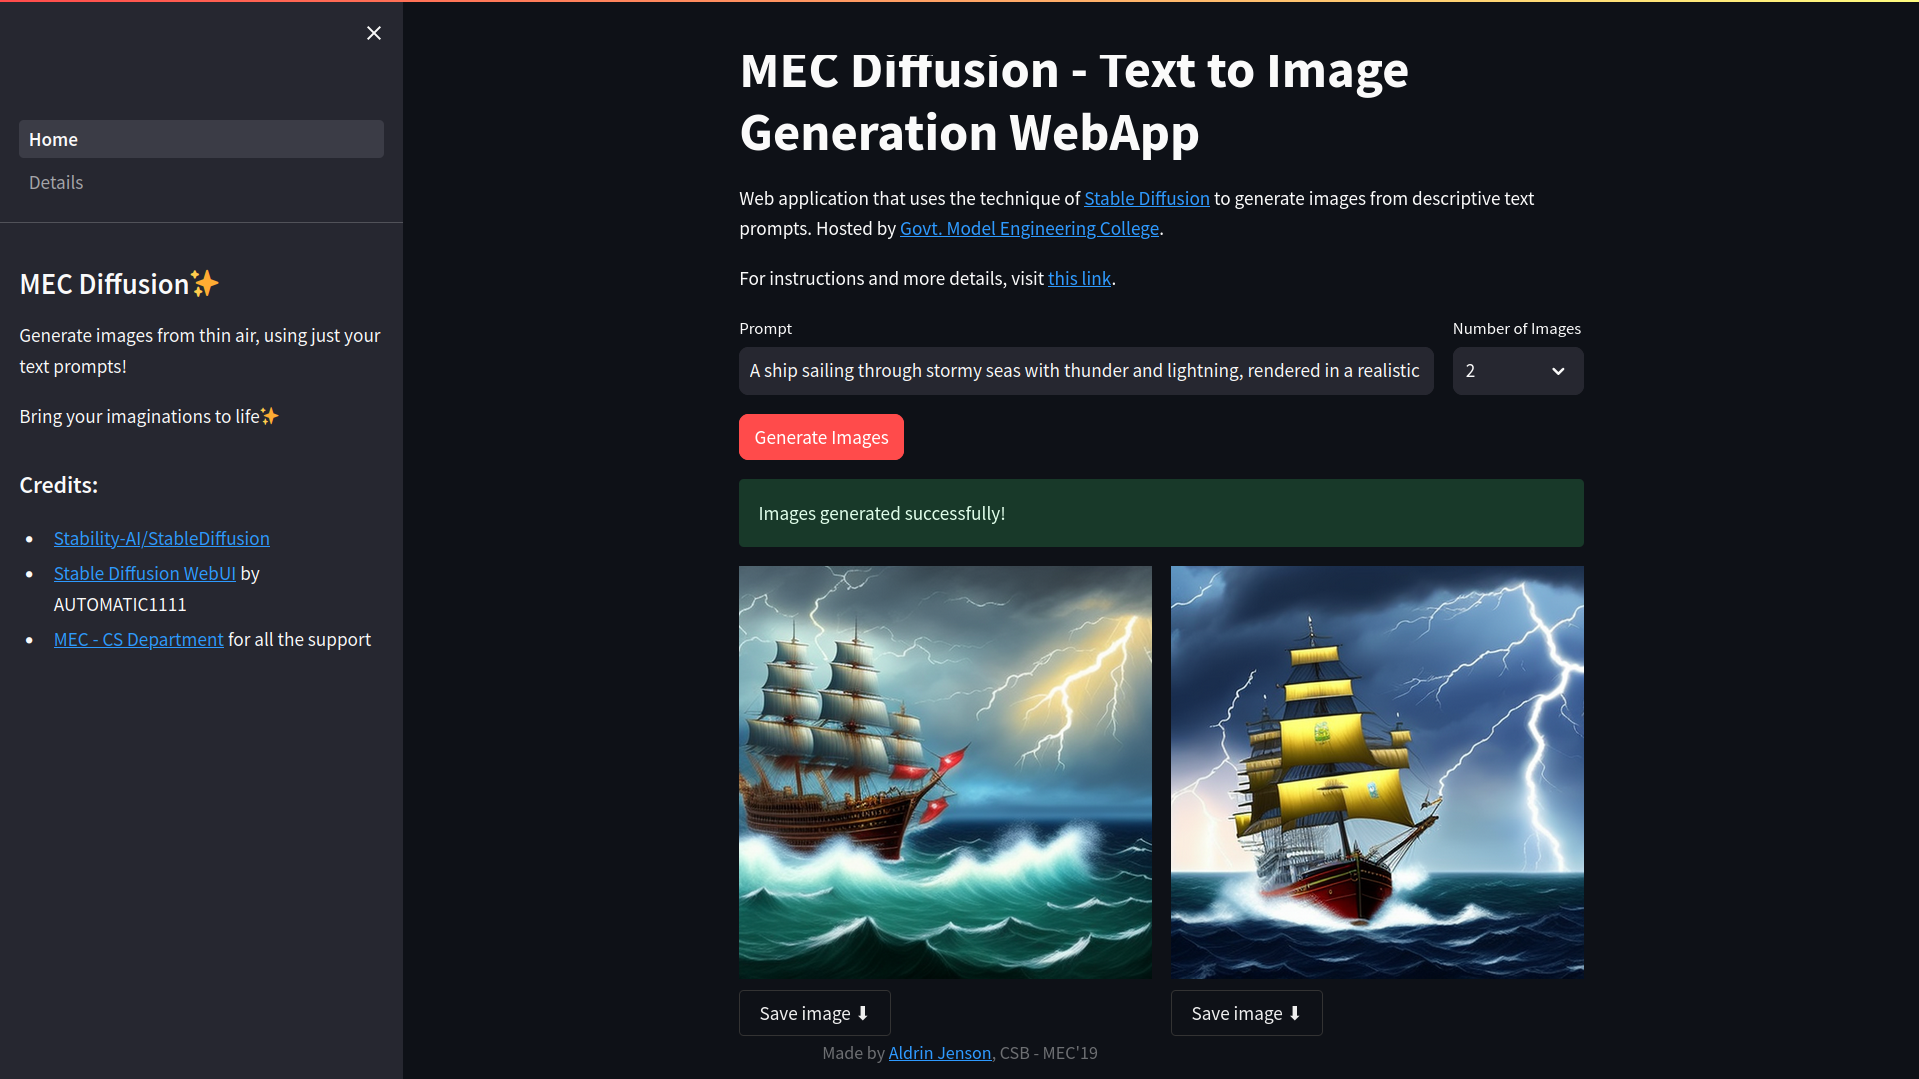 Home
Details
MEC Diffusion✨
Generate images from thin air, using just your
text prompts!
Bring your imaginations to life✨
Credits:
• Stability-AI/StableDiffusion
• Stable Diffusion WebUI by
AUTOMATIC1111
• MEC - CS Department for all the support
MEC Diffusion - Text to Image
Generation WebApp
Web application that uses the technique of Stable Diffusion to generate images from descriptive text
prompts. Hosted by Govt. Model Engineering College.
For instructions and more details, visit this link.
Prompt
Number of Images
A ship sailing through stormy seas with thunder and lightning, rendered in a realistic
2
Generate Images
Images generated successfully!
Save image ⬇
Save image ⬇
Made by Aldrin Jenson, CSB - MEC'19